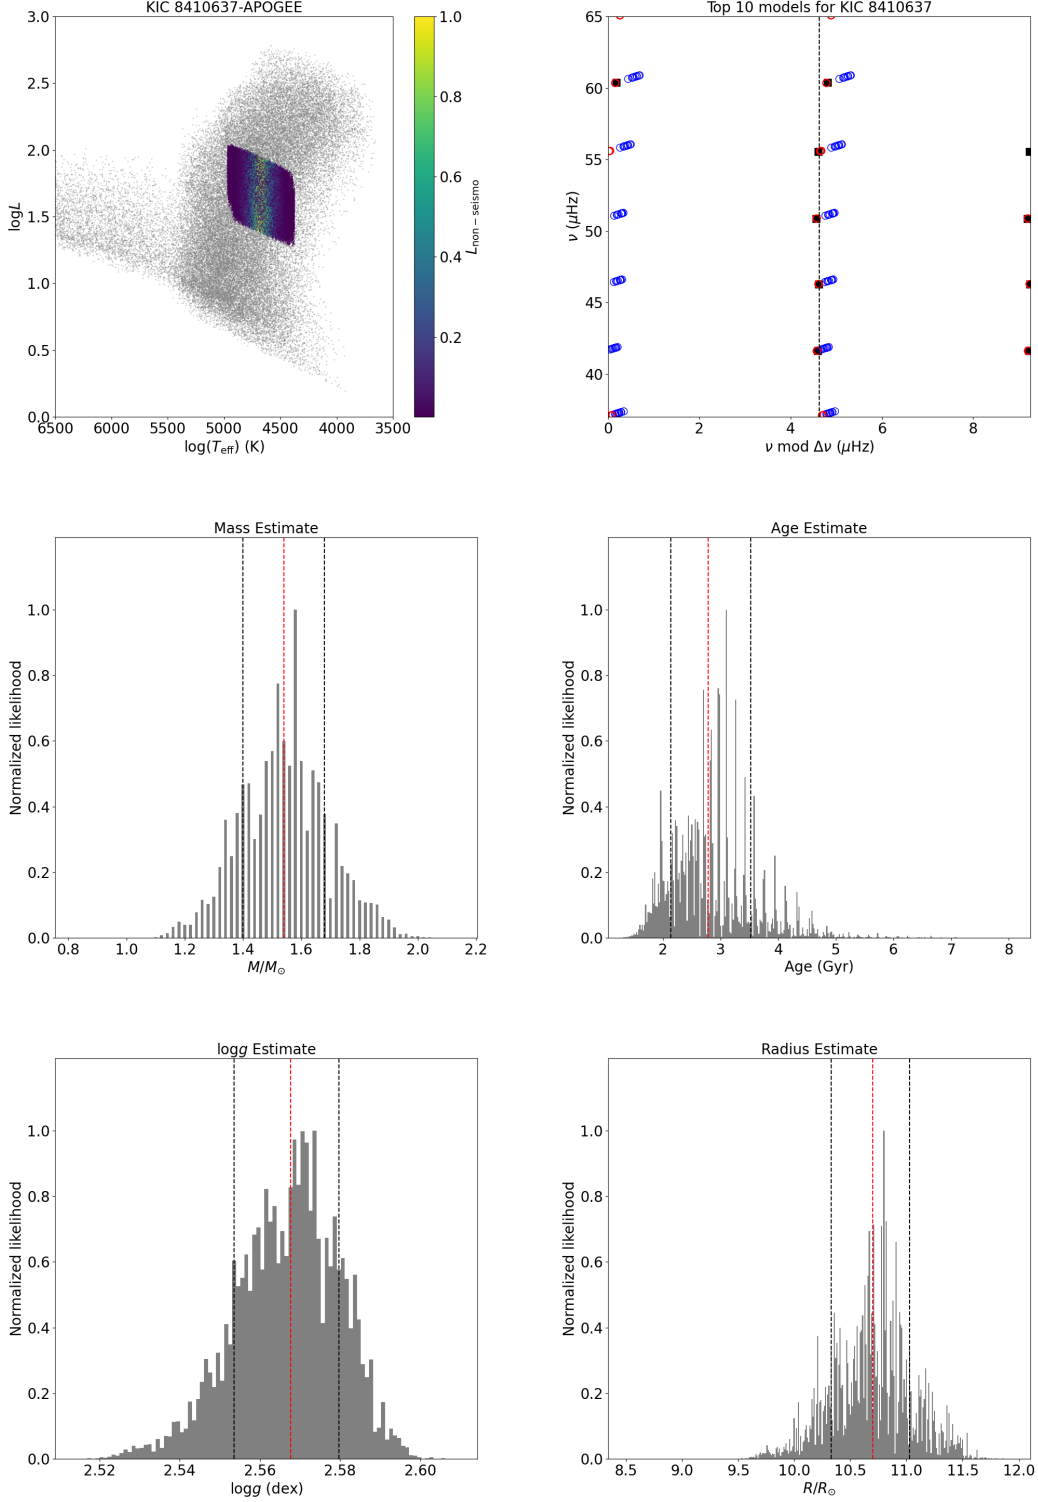 KIC 8410637-APOGEE
3.0
2.5
2.0
1.5
1.0
0.5
0.0
logL
6500 5500 5000 4500 4000 3500
log(T_eff) (K)
1.0
0.8
0.6
0.4
0.2
L_non−seismo
Top 10 models for KIC 8410637
65
60
55
50
45
40
ν (μHz)
0 2 4 6 8
ν mod Δν (μHz)
Mass Estimate
1.0
0.8
0.6
0.4
0.2
0.0
Normalized likelihood
0.8 1.0 1.2 1.4 1.6 1.8 2.0 2.2
M/M☉
Age Estimate
1.0
0.8
0.6
0.4
0.2
0.0
Normalized likelihood
2 3 4 5 6 7 8
Age (Gyr)
logg Estimate
1.0
0.8
0.6
0.4
0.2
0.0
Normalized likelihood
2.52 2.54 2.56 2.58 2.60
logg (dex)
Radius Estimate
1.0
0.8
0.6
0.4
0.2
0.0
Normalized likelihood
8.5 9.0 9.5 10.0 10.5 11.0 11.5 12.0
R/R☉